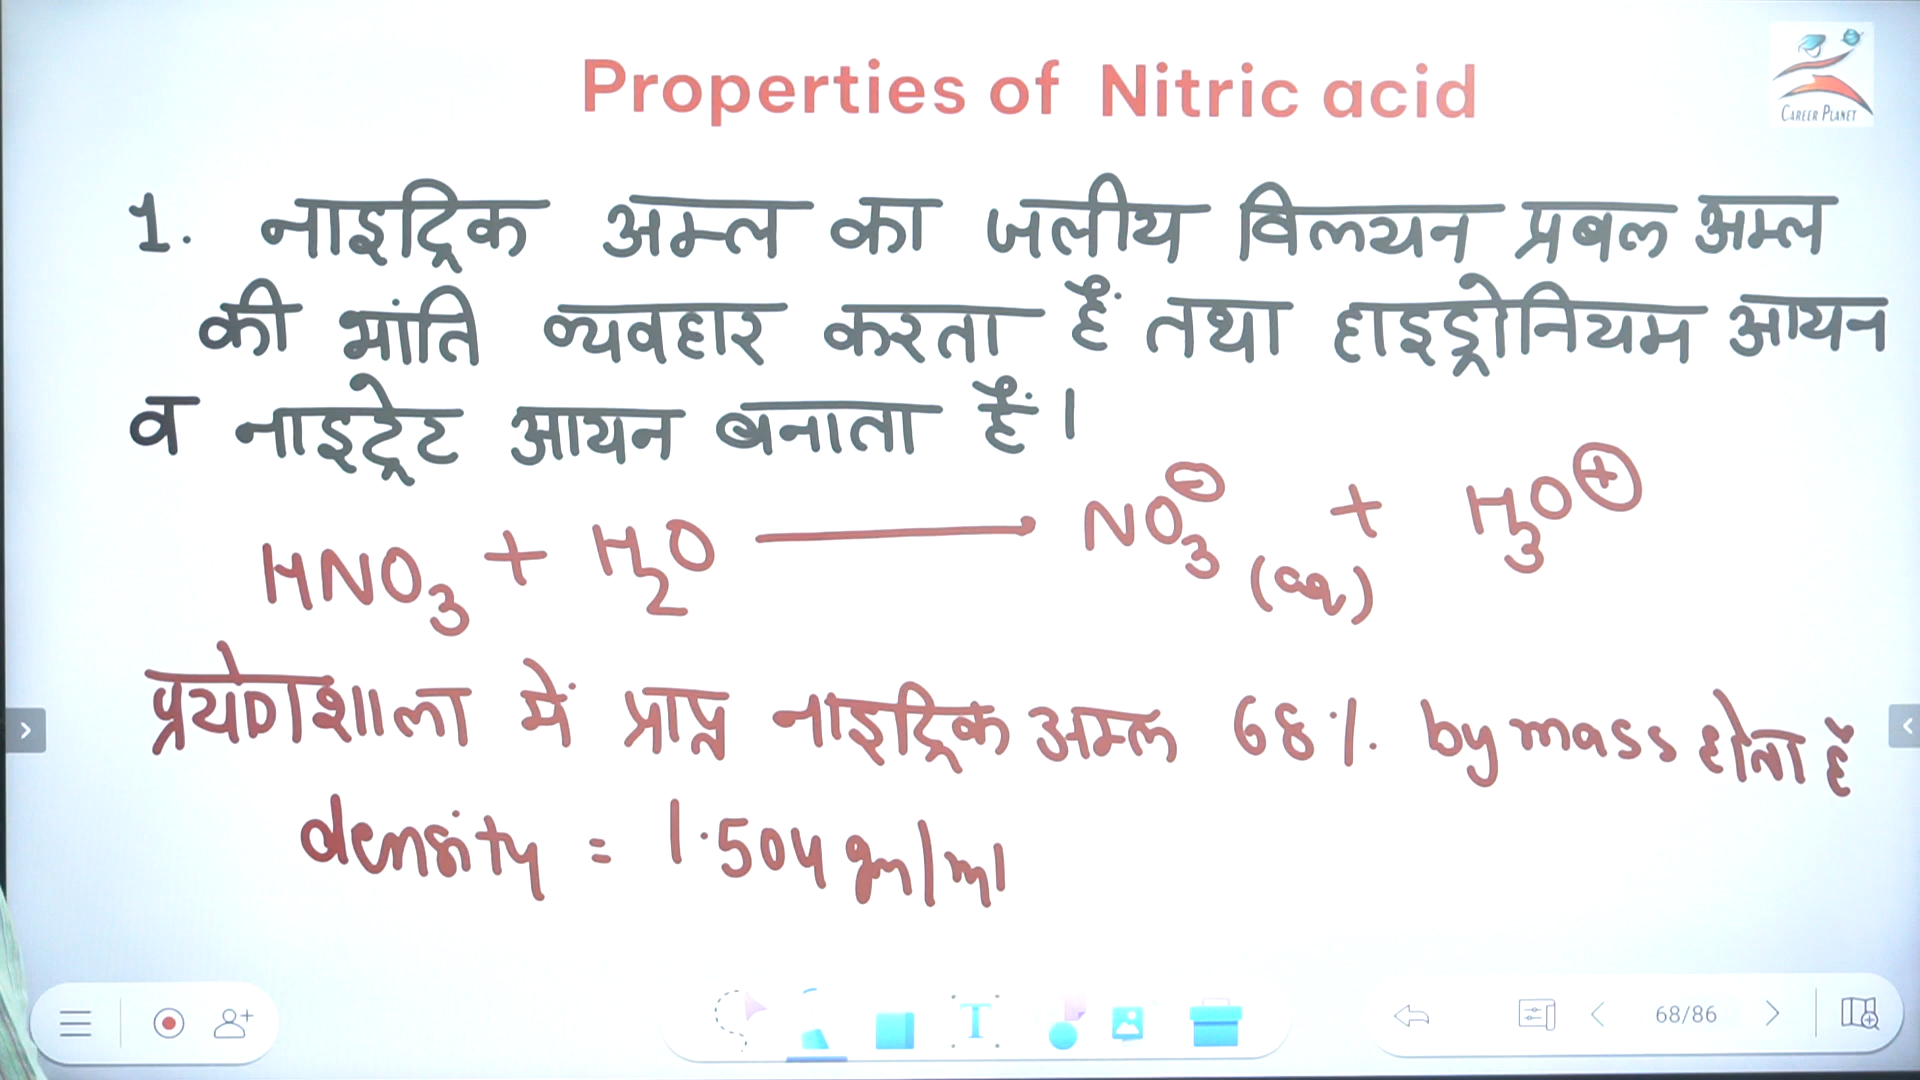 Properties of Nitric acid
CAREER PLANET
1. नाइट्रिक अम्ल का जलीय विलयन प्रबल अम्ल
की भांति व्यवहार करता हैं तथा हाइड्रोनियम आयन
व नाइट्रेट आयन बनाता हैं।
HNO₃ + H₂O ⟶ NO₃⊖ (aq) + H₃O⊕
प्रयोगशाला में प्राप्त नाइट्रिक अम्ल 68%. by mass होता हैं
density = 1.504 gm/ml
T
68/86